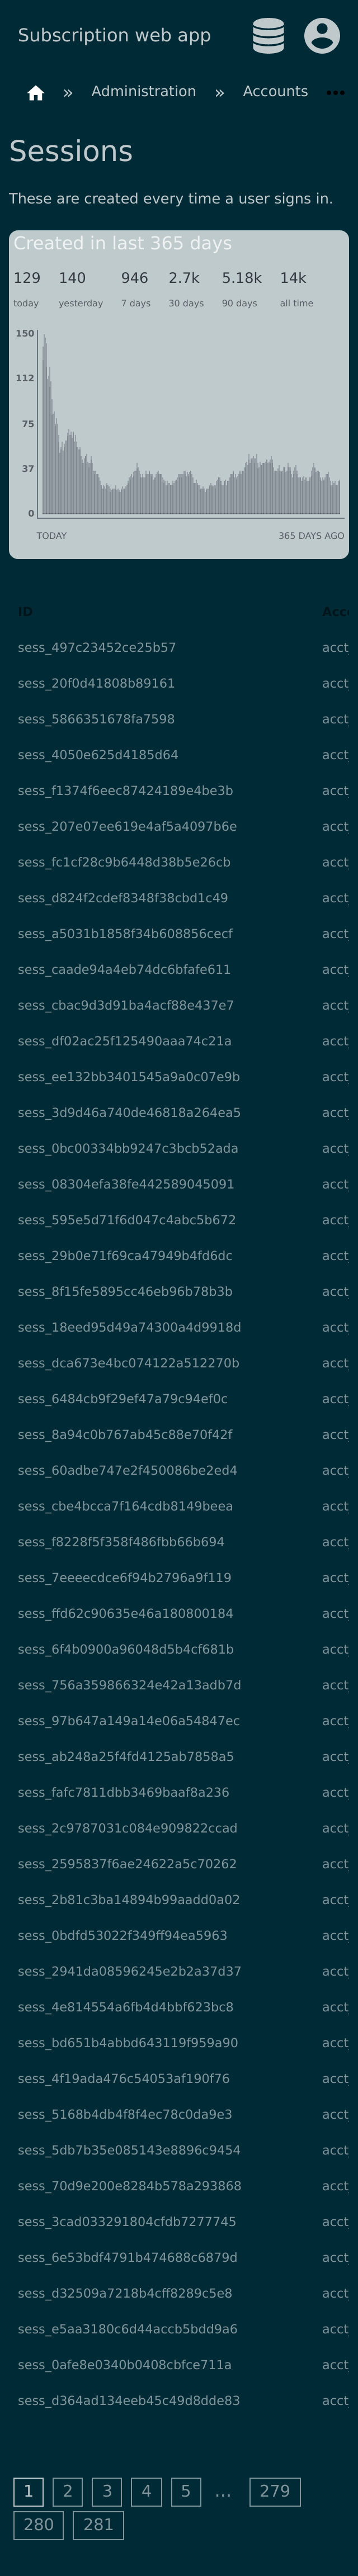 Subscription web app
» Administration » Accounts •••
Sessions
These are created every time a user signs in.
Created in last 365 days
129 140 946 2.7k 5.18k 14k
today yesterday 7 days 30 days 90 days all time
150
112
75
37
0
TODAY 365 DAYS AGO
ID Acco
sess_497c23452ce25b57 acct
sess_20f0d41808b89161 acct
sess_5866351678fa7598 acct
sess_4050e625d4185d64 acct
sess_f1374f6eec87424189e4be3b acct
sess_207e07ee619e4af5a4097b6e acct
sess_fc1cf28c9b6448d38b5e26cb acct
sess_d824f2cdef8348f38cbd1c49 acct
sess_a5031b1858f34b608856cecf acct
sess_caade94a4eb74dc6bfafe611 acct
sess_cbac9d3d91ba4acf88e437e7 acct
sess_df02ac25f125490aaa74c21a acct
sess_ee132bb3401545a9a0c07e9b acct
sess_3d9d46a740de46818a264ea5 acct
sess_0bc00334bb9247c3bcb52ada acct
sess_08304efa38fe442589045091 acct
sess_595e5d71f6d047c4abc5b672 acct
sess_29b0e71f69ca47949b4fd6dc acct
sess_8f15fe5895cc46eb96b78b3b acct
sess_18eed95d49a74300a4d9918d acct
sess_dca673e4bc074122a512270b acct
sess_6484cb9f29ef47a79c94ef0c acct
sess_8a94c0b767ab45c88e70f42f acct
sess_60adbe747e2f450086be2ed4 acct
sess_cbe4bcca7f164cdb8149beea acct
sess_f8228f5f358f486fbb66b694 acct
sess_7eeeecdce6f94b2796a9f119 acct
sess_ffd62c90635e46a180800184 acct
sess_6f4b0900a96048d5b4cf681b acct
sess_756a359866324e42a13adb7d acct
sess_97b647a149a14e06a54847ec acct
sess_ab248a25f4fd4125ab7858a5 acct
sess_fafc7811dbb3469baaf8a236 acct
sess_2c9787031c084e909822ccad acct
sess_2595837f6ae24622a5c70262 acct
sess_2b81c3ba14894b99aadd0a02 acct
sess_0bdfd53022f349ff94ea5963 acct
sess_2941da08596245e2b2a37d37 acct
sess_4e814554a6fb4d4bbf623bc8 acct
sess_bd651b4abbd643119f959a90 acct
sess_4f19ada476c54053af190f76 acct
sess_5168b4db4f8f4ec78c0da9e3 acct
sess_5db7b35e085143e8896c9454 acct
sess_70d9e200e8284b578a293868 acct
sess_3cad033291804cfdb7277745 acct
sess_6e53bdf4791b474688c6879d acct
sess_d32509a7218b4cff8289c5e8 acct
sess_e5aa3180c6d44accb5bdd9a6 acct
sess_0afe8e0340b0408cbfce711a acct
sess_d364ad134eeb45c49d8dde83 acct
1 2 3 4 5 … 279
280 281